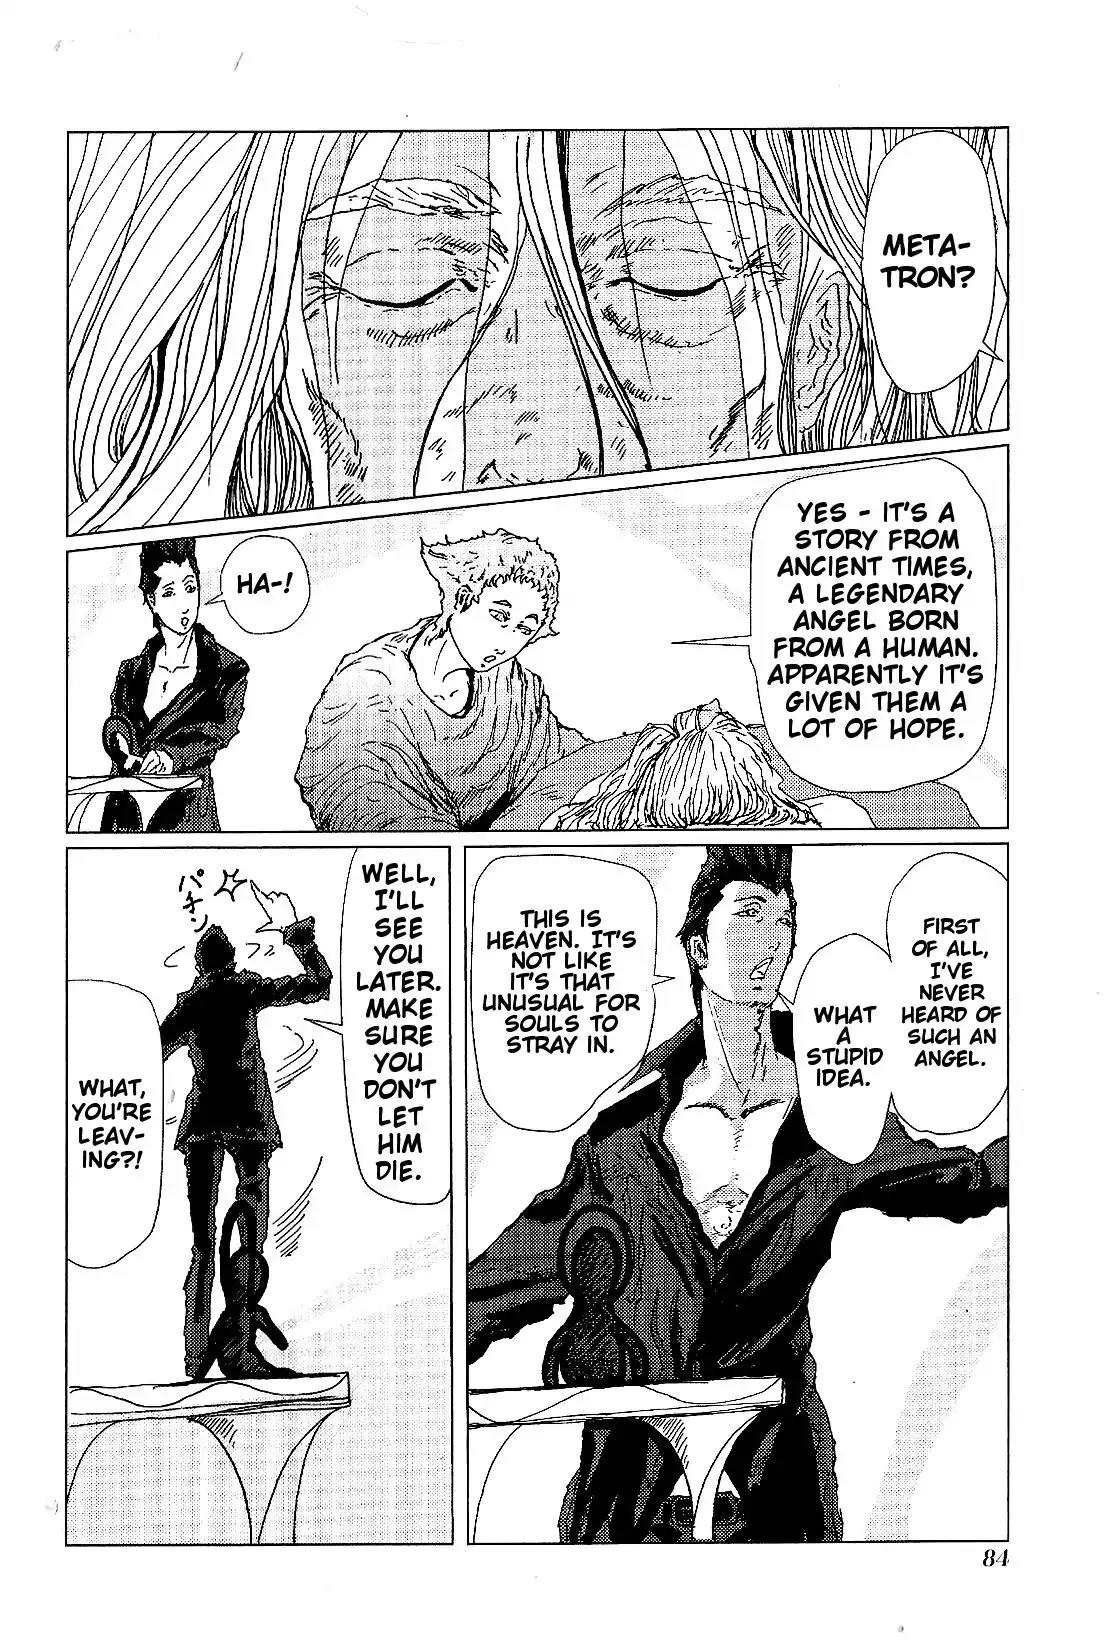 META-
TRON?
YES - IT'S A
STORY FROM
ANCIENT TIMES,
A LEGENDARY
ANGEL BORN
FROM A HUMAN.
APPARENTLY IT'S
GIVEN THEM A
LOT OF HOPE.
HA-!
FIRST
OF ALL,
I'VE
NEVER
HEARD OF
SUCH AN
ANGEL.
WHAT
A
STUPID
IDEA.
THIS IS
HEAVEN. IT'S
NOT LIKE
IT'S THAT
UNUSUAL FOR
SOULS TO
STRAY IN.
WELL,
I'LL
SEE
YOU
LATER.
MAKE
SURE
YOU
DON'T
LET
HIM
DIE.
パチン
WHAT,
YOU'RE
LEAV-
ING?!
84